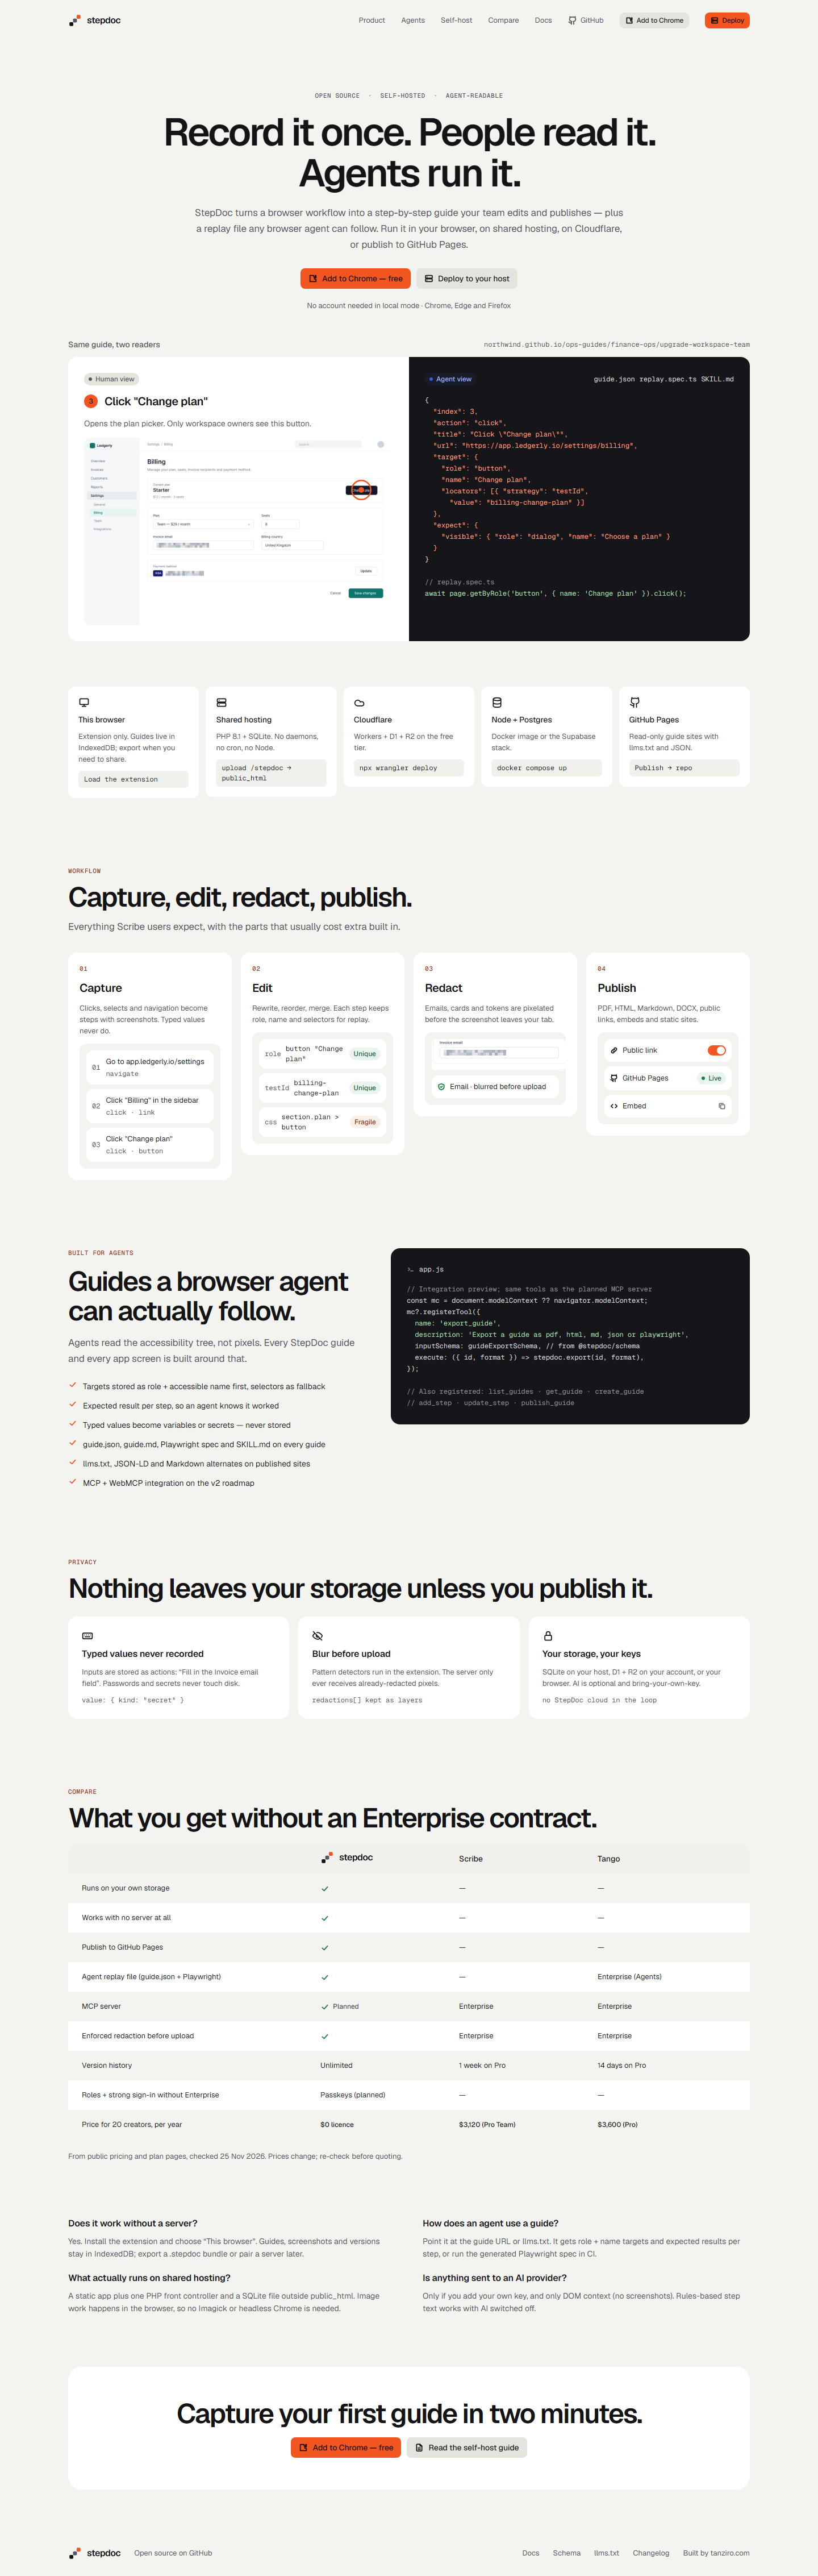 stepdoc
Product Agents Self-host Compare Docs GitHub Add to Chrome Deploy
OPEN SOURCE · SELF-HOSTED · AGENT-READABLE
Record it once. People read it.
Agents run it.
StepDoc turns a browser workflow into a step-by-step guide your team edits and publishes — plus
a replay file any browser agent can follow. Run it in your browser, on shared hosting, on Cloudflare,
or publish to GitHub Pages.
Add to Chrome — free Deploy to your host
No account needed in local mode · Chrome, Edge and Firefox
Same guide, two readers
northwind.github.io/ops-guides/finance-ops/upgrade-workspace-team
Human view
3 Click "Change plan"
Opens the plan picker. Only workspace owners see this button.
Ledgerly
Overview
Invoices
Customers
Reports
Settings
General
Billing
Team
Integrations
Settings › Billing
Search...
Billing
Manage your plan, seats, invoice recipients and payment method.
Current plan
Starter
Plan
Seats
Invoice email
Billing country
United Kingdom
Payment method
Update
Cancel
Save changes
Agent view
guide.json replay.spec.ts SKILL.md
{
"index": 3,
"action": "click",
"title": "Click \"Change plan\"",
"url": "https://app.ledgerly.io/settings/billing",
"target": {
"role": "button",
"name": "Change plan",
"locators": [{ "strategy": "testId",
"value": "billing-change-plan" }]
},
"expect": {
"visible": { "role": "dialog", "name": "Choose a plan" }
}
}
// replay.spec.ts
await page.getByRole('button', { name: 'Change plan' }).click();
This browser
Extension only. Guides live in
IndexedDB; export when you
need to share.
Load the extension
Shared hosting
PHP 8.1 + SQLite. No daemons,
no cron, no Node.
upload /stepdoc →
public_html
Cloudflare
Workers + D1 + R2 on the free
tier.
npx wrangler deploy
Node + Postgres
Docker image or the Supabase
stack.
docker compose up
GitHub Pages
Read-only guide sites with
llms.txt and JSON.
Publish → repo
WORKFLOW
Capture, edit, redact, publish.
Everything Scribe users expect, with the parts that usually cost extra built in.
01
Capture
Clicks, selects and navigation become
steps with screenshots. Typed values
never do.
01 Go to app.ledgerly.io/settings
navigate
02 Click "Billing" in the sidebar
click · link
03 Click "Change plan"
click · button
02
Edit
Rewrite, reorder, merge. Each step keeps
role, name and selectors for replay.
role button "Change
plan" Unique
testId billing-
change-plan Unique
css section.plan >
button Fragile
03
Redact
Emails, cards and tokens are pixelated
before the screenshot leaves your tab.
Invoice email
Email · blurred before upload
04
Publish
PDF, HTML, Markdown, DOCX, public
links, embeds and static sites.
Public link
GitHub Pages Live
Embed
BUILT FOR AGENTS
Guides a browser agent
can actually follow.
Agents read the accessibility tree, not pixels. Every StepDoc guide
and every app screen is built around that.
Targets stored as role + accessible name first, selectors as fallback
Expected result per step, so an agent knows it worked
Typed values become variables or secrets — never stored
guide.json, guide.md, Playwright spec and SKILL.md on every guide
llms.txt, JSON-LD and Markdown alternates on published sites
MCP + WebMCP integration on the v2 roadmap
app.js
// Integration preview; same tools as the planned MCP server
const mc = document.modelContext ?? navigator.modelContext;
mc?.registerTool({
name: 'export_guide',
description: 'Export a guide as pdf, html, md, json or playwright',
inputSchema: guideExportSchema, // from @stepdoc/schema
execute: ({ id, format }) => stepdoc.export(id, format),
});
// Also registered: list_guides · get_guide · create_guide
// add_step · update_step · publish_guide
PRIVACY
Nothing leaves your storage unless you publish it.
Typed values never recorded
Inputs are stored as actions: "Fill in the Invoice email
field". Passwords and secrets never touch disk.
value: { kind: "secret" }
Blur before upload
Pattern detectors run in the extension. The server only
ever receives already-redacted pixels.
redactions[] kept as layers
Your storage, your keys
SQLite on your host, D1 + R2 on your account, or your
browser. AI is optional and bring-your-own-key.
no StepDoc cloud in the loop
COMPARE
What you get without an Enterprise contract.
stepdoc Scribe Tango
Runs on your own storage — —
Works with no server at all — —
Publish to GitHub Pages — —
Agent replay file (guide.json + Playwright) — Enterprise (Agents)
MCP server Planned Enterprise Enterprise
Enforced redaction before upload Enterprise Enterprise
Version history Unlimited 1 week on Pro 14 days on Pro
Roles + strong sign-in without Enterprise Passkeys (planned) — —
Price for 20 creators, per year $0 licence $3,120 (Pro Team) $3,600 (Pro)
From public pricing and plan pages, checked 25 Nov 2026. Prices change; re-check before quoting.
Does it work without a server?
Yes. Install the extension and choose "This browser". Guides, screenshots and versions
stay in IndexedDB; export a .stepdoc bundle or pair a server later.
How does an agent use a guide?
Point it at the guide URL or llms.txt. It gets role + name targets and expected results per
step, or run the generated Playwright spec in CI.
What actually runs on shared hosting?
A static app plus one PHP front controller and a SQLite file outside public_html. Image
work happens in the browser, so no Imagick or headless Chrome is needed.
Is anything sent to an AI provider?
Only if you add your own key, and only DOM context (no screenshots). Rules-based step
text works with AI switched off.
Capture your first guide in two minutes.
Add to Chrome — free Read the self-host guide
stepdoc Open source on GitHub
Docs Schema llms.txt Changelog Built by tanziro.com